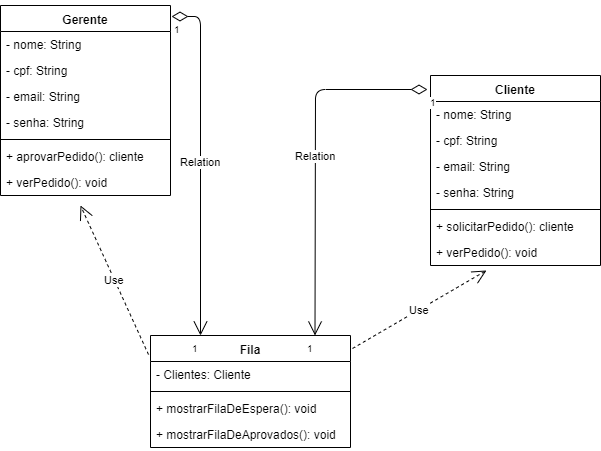 Gerente
- nome: String
- cpf: String
- email: String
- senha: String
+ aprovarPedido(): cliente
+ verPedido(): void
1
Relation
Cliente
1
- nome: String
- cpf: String
- email: String
- senha: String
+ solicitarPedido(): cliente
+ verPedido(): void
Relation
Use
Use
1
Fila
1
- Clientes: Cliente
+ mostrarFilaDeEspera(): void
+ mostrarFilaDeAprovados(): void